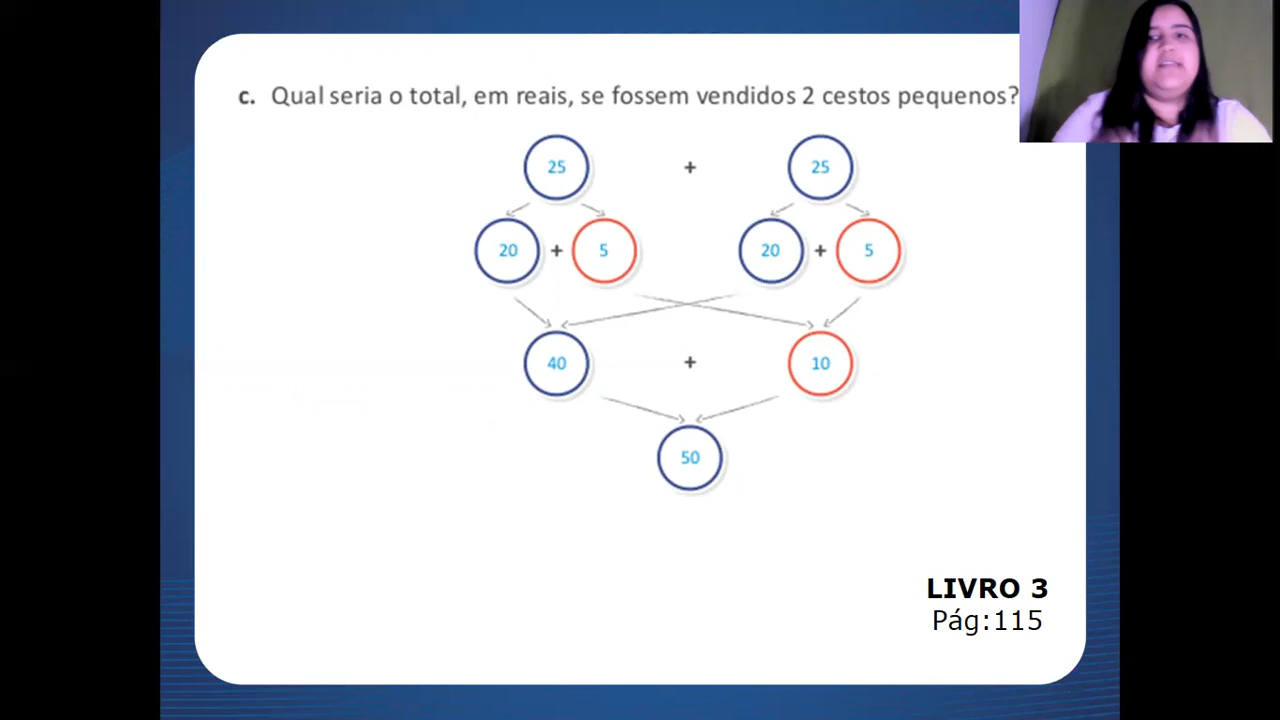 c. Qual seria o total, em reais, se fossem vendidos 2 cestos pequenos?
25 + 25
20 + 5 20 + 5
40 + 10
50
LIVRO 3
Pág:115